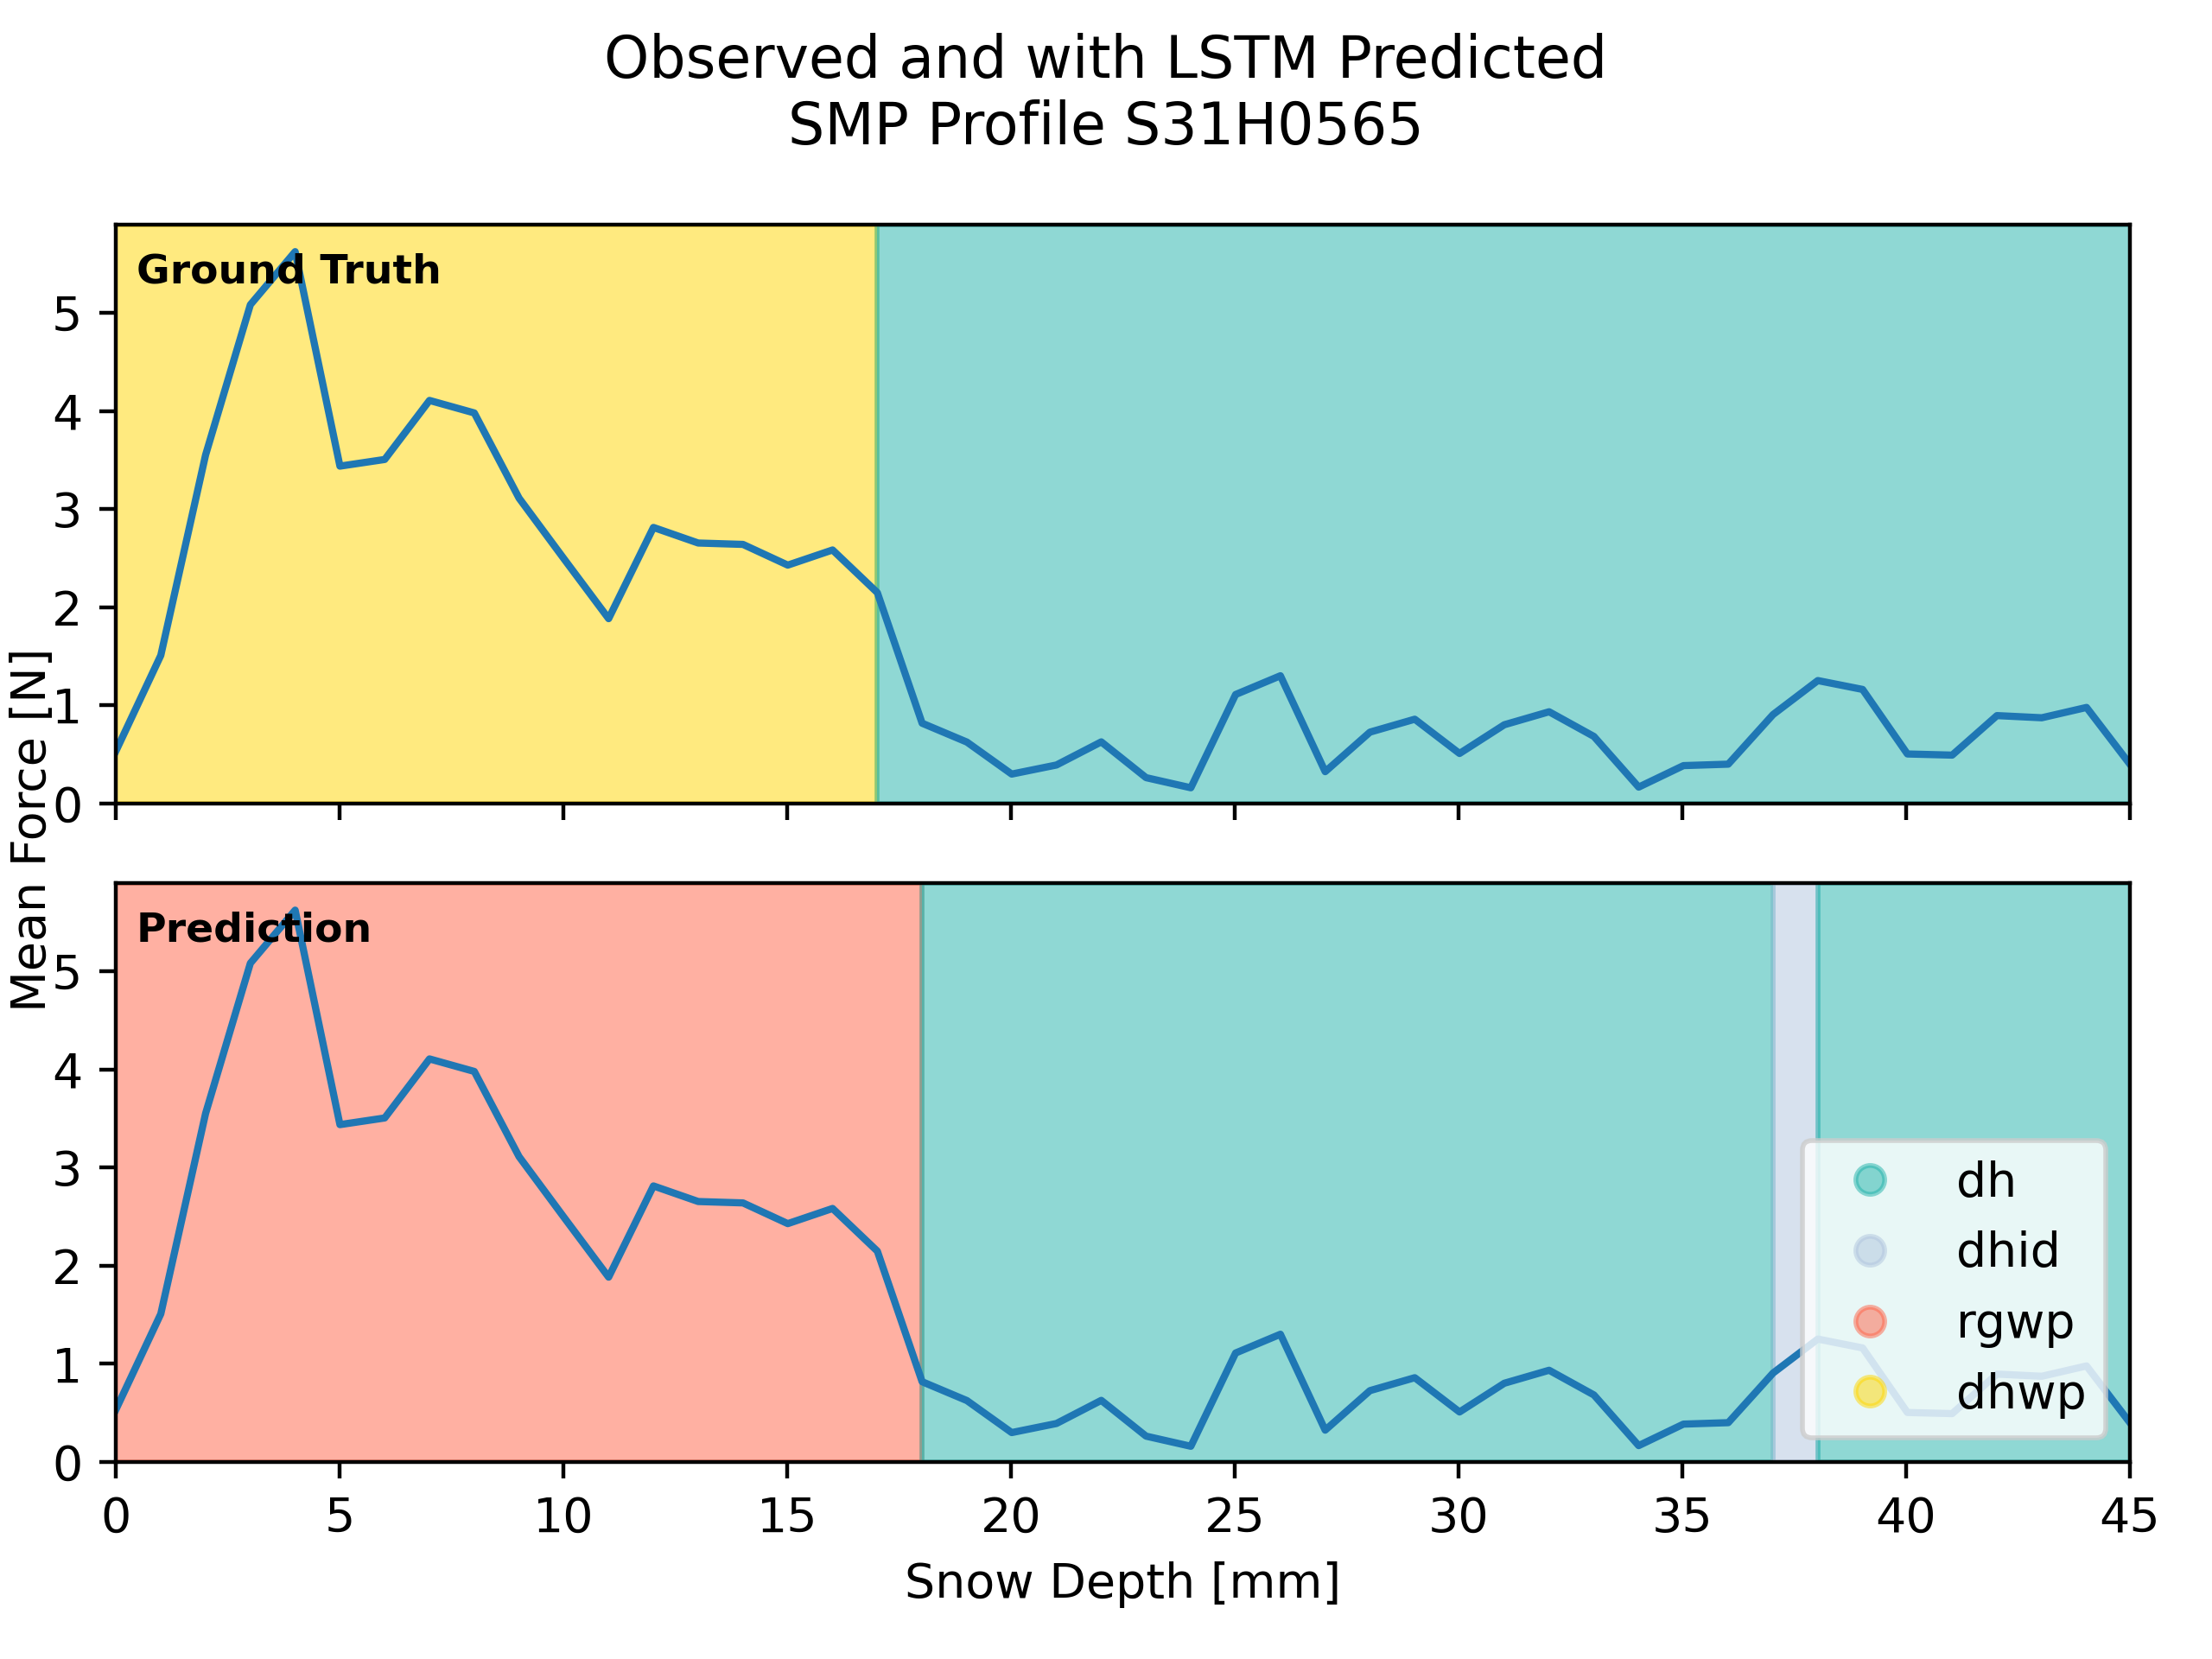 Observed and with LSTM Predicted
SMP Profile S31H0565
Ground Truth
5
4
3
2
1
0
Mean Force [N]
Prediction
5
4
3
2
1
0
dh
dhid
rgwp
dhwp
0 5 10 15 20 25 30 35 40 45
Snow Depth [mm]